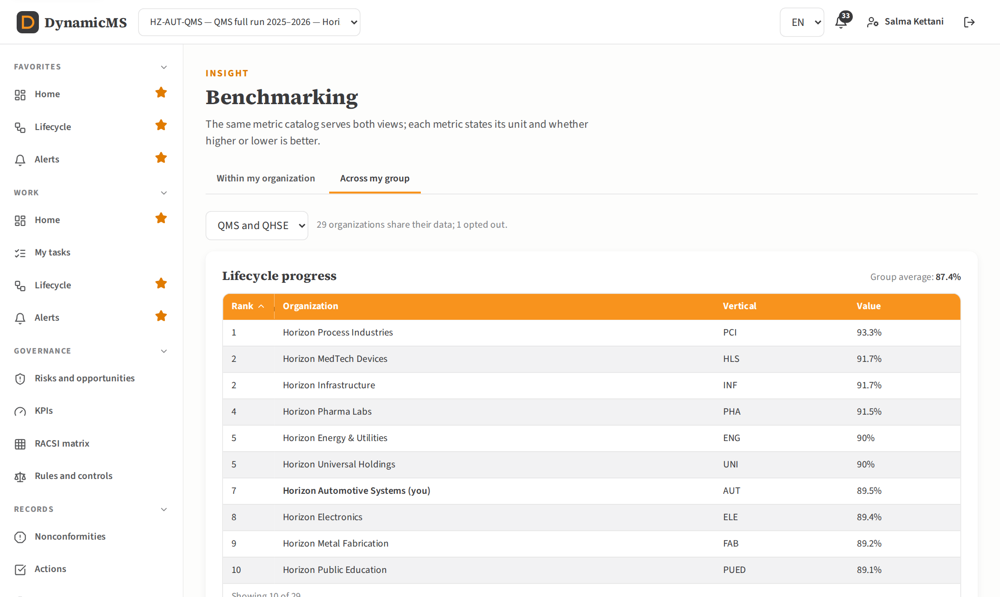 DynamicMS
HZ-AUT-QMS — QMS full run 2025–2026 — Hori
EN
33
Salma Kettani
FAVORITES
Home
Lifecycle
Alerts
WORK
Home
My tasks
Lifecycle
Alerts
GOVERNANCE
Risks and opportunities
KPIs
RACSI matrix
Rules and controls
RECORDS
Nonconformities
Actions
INSIGHT
Benchmarking
The same metric catalog serves both views; each metric states its unit and whether
higher or lower is better.
Within my organization Across my group
QMS and QHSE 29 organizations share their data; 1 opted out.
Lifecycle progress Group average: 87.4%
Rank Organization Vertical Value
1 Horizon Process Industries PCI 93.3%
2 Horizon MedTech Devices HLS 91.7%
2 Horizon Infrastructure INF 91.7%
4 Horizon Pharma Labs PHA 91.5%
5 Horizon Energy & Utilities ENG 90%
5 Horizon Universal Holdings UNI 90%
7 Horizon Automotive Systems (you) AUT 89.5%
8 Horizon Electronics ELE 89.4%
9 Horizon Metal Fabrication FAB 89.2%
10 Horizon Public Education PUED 89.1%
Showing 10 of 29